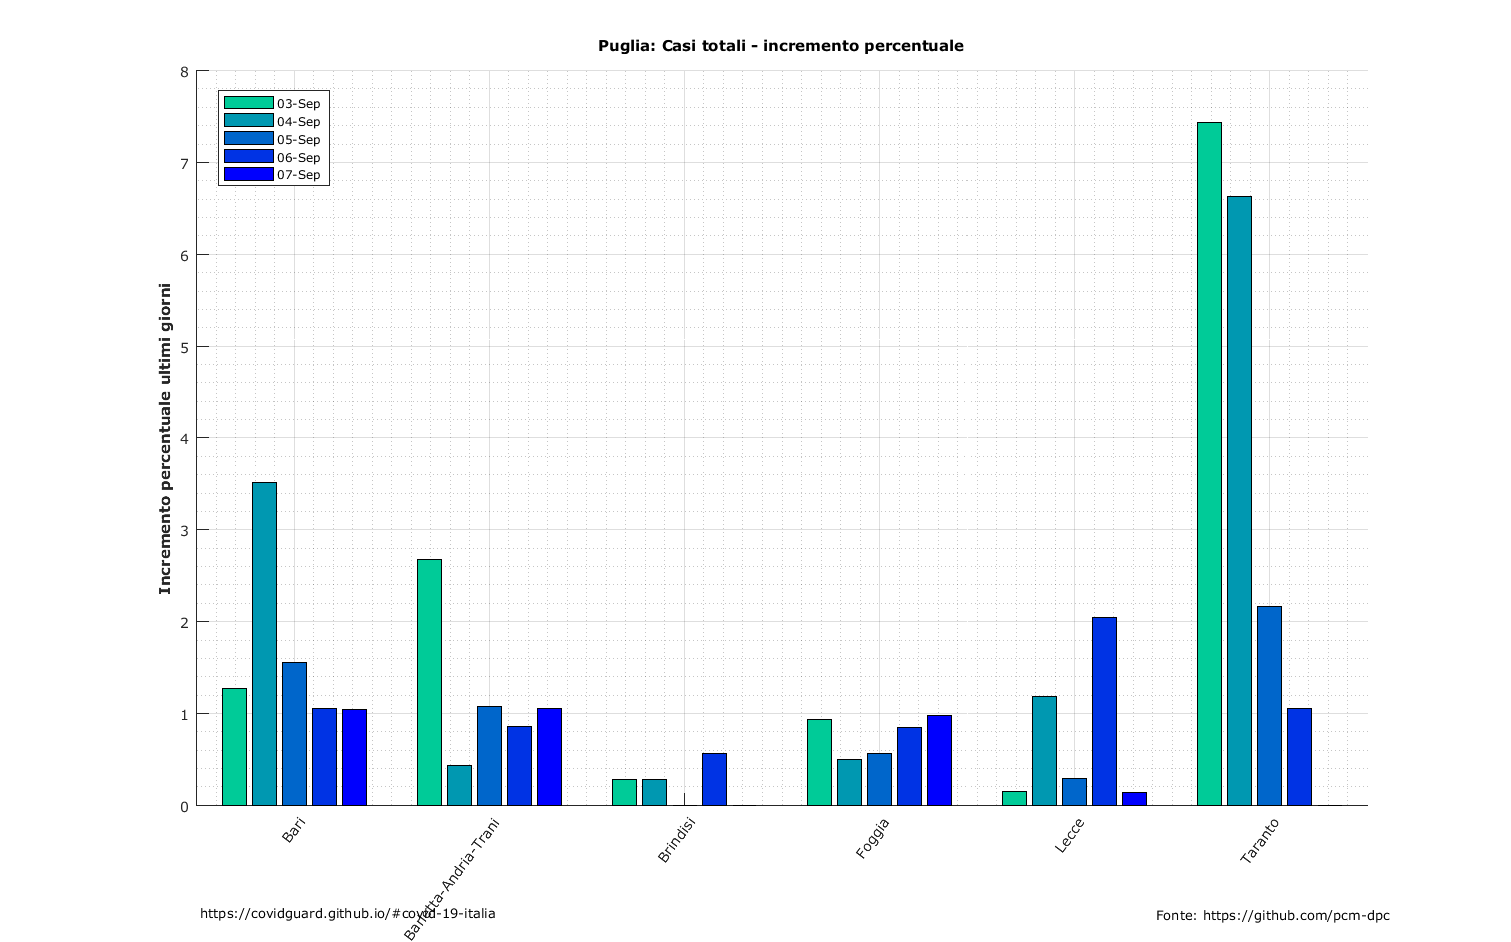 Puglia: Casi totali - incremento percentuale
8
7
6
5
4
3
2
1
0
Incremento percentuale ultimi giorni
03-Sep
04-Sep
05-Sep
06-Sep
07-Sep
Bari
Barletta-Andria-Trani
Brindisi
Foggia
Lecce
Taranto
https://covidguard.github.io/#covid-19-italia
Fonte: https://github.com/pcm-dpc